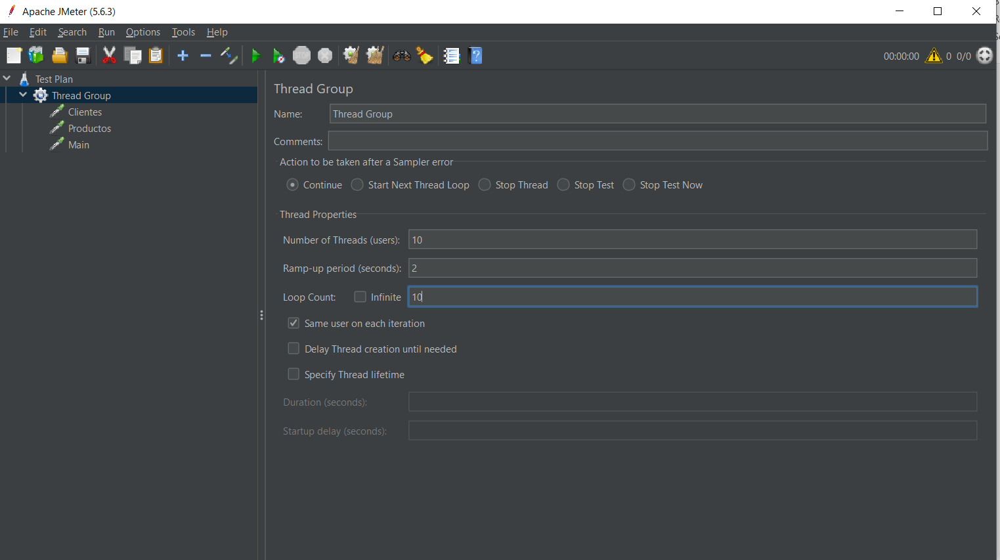 Apache JMeter (5.6.3)
File Edit Search Run Options Tools Help
00:00:00 0 0/0
Test Plan
Thread Group
Clientes
Productos
Main
Thread Group
Name: Thread Group
Comments:
Action to be taken after a Sampler error
Continue Start Next Thread Loop Stop Thread Stop Test Stop Test Now
Thread Properties
Number of Threads (users): 10
Ramp-up period (seconds): 2
Loop Count: Infinite 10
Same user on each iteration
Delay Thread creation until needed
Specify Thread lifetime
Duration (seconds):
Startup delay (seconds):